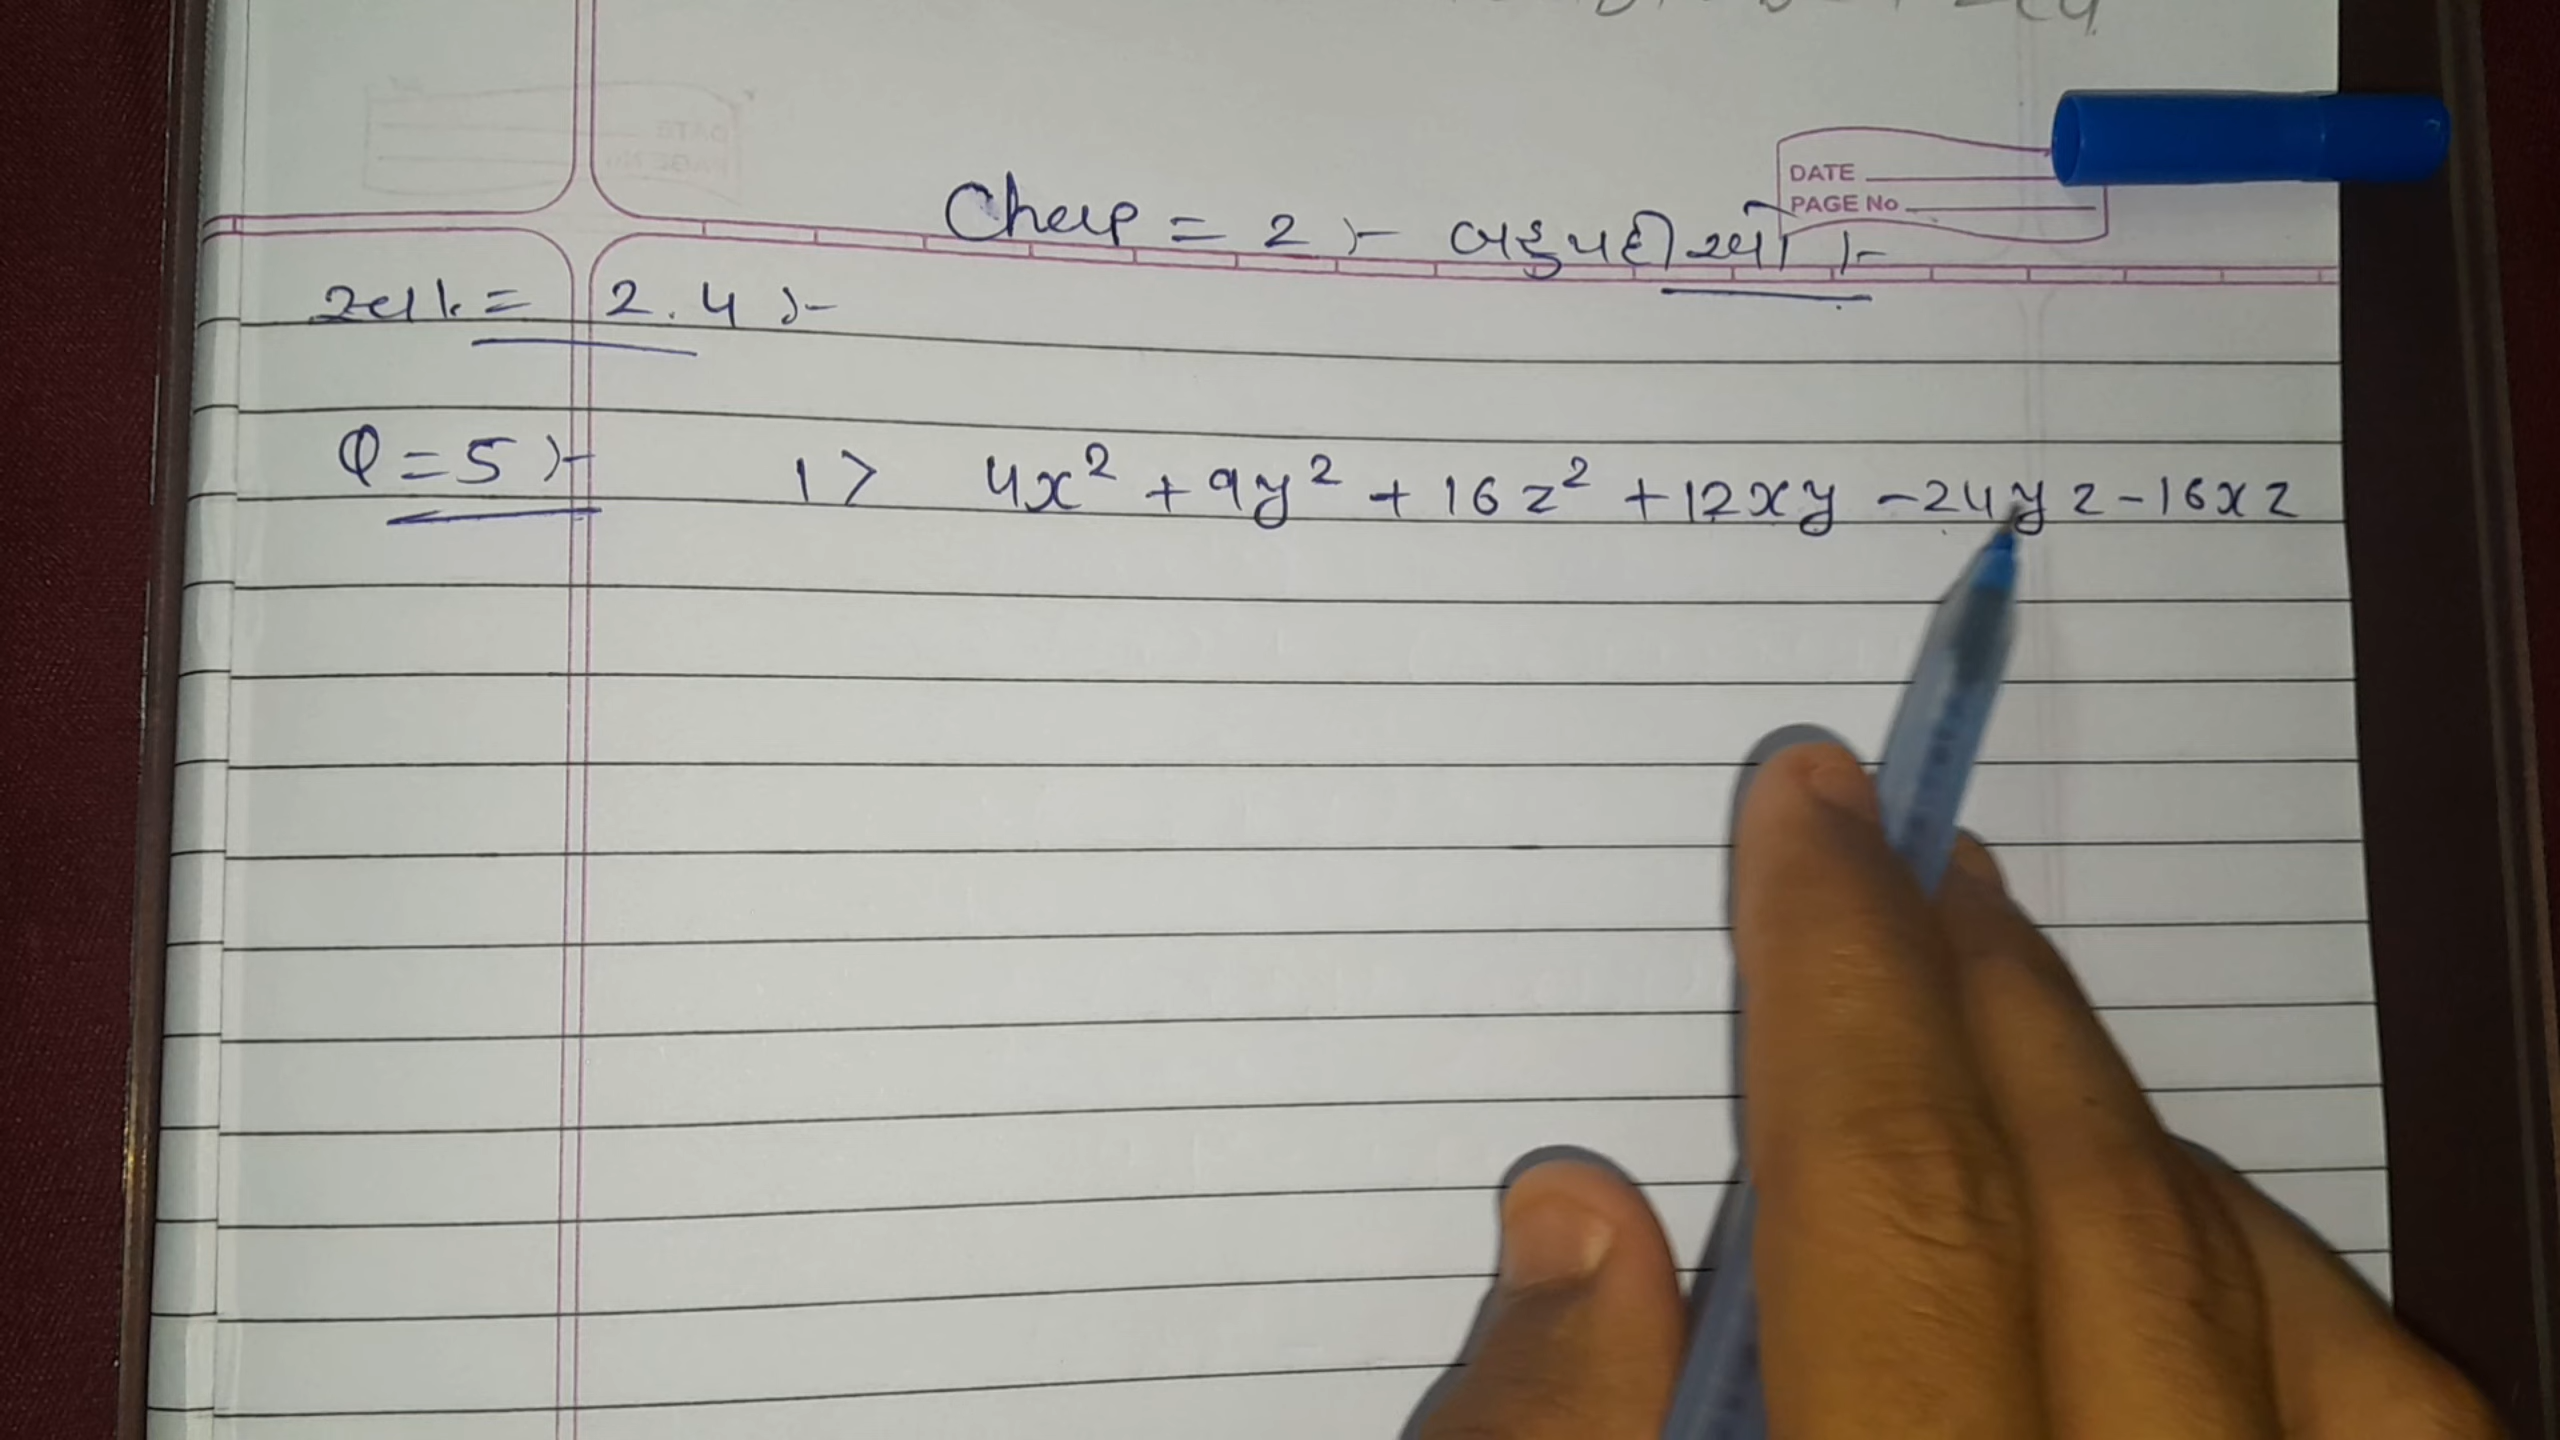 DATE
PAGE No
Chap = 2 :- બહુપદીઓ :-
સ્વા. = 2.4 :-
Q = 5 :- 1> 4x² + 9y² + 16z² + 12xy - 24yz - 16xz